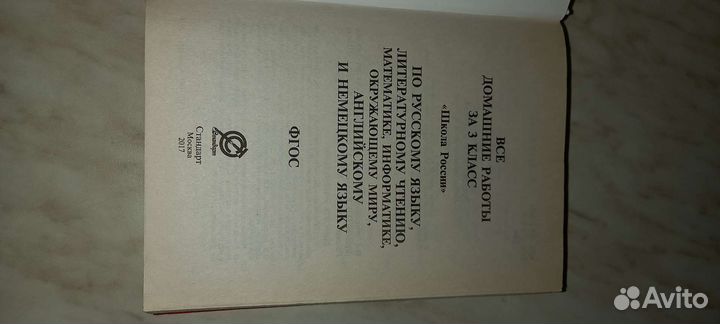 ВСЕ
ДОМАШНИЕ РАБОТЫ
ЗА 3 КЛАСС
«Школа России»
ПО РУССКОМУ ЯЗЫКУ,
ЛИТЕРАТУРНОМУ ЧТЕНИЮ,
МАТЕМАТИКЕ, ИНФОРМАТИКЕ,
ОКРУЖАЮЩЕМУ МИРУ,
АНГЛИЙСКОМУ
И НЕМЕЦКОМУ ЯЗЫКУ
ФГОС
Стандарт
Москва
2017
Avito